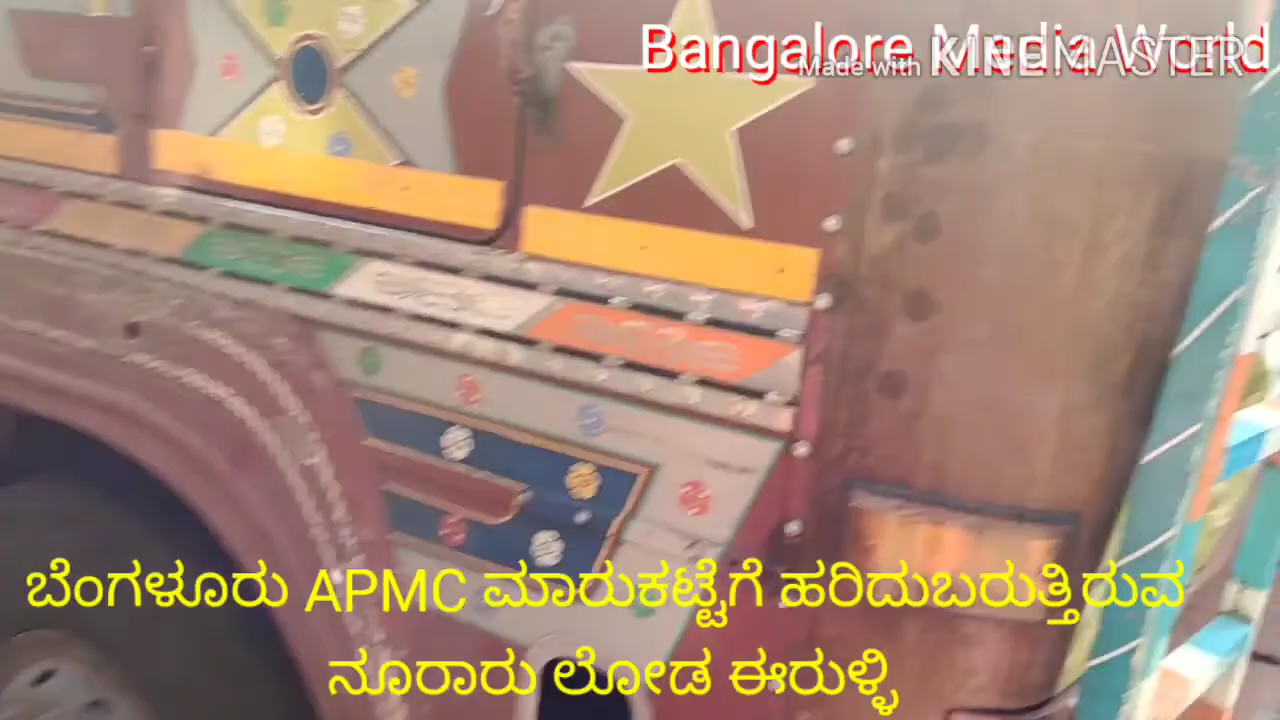 Bangalore Media World
Made with KINEMASTER
ಬೆಂಗಳೂರು APMC ಮಾರುಕಟ್ಟೆಗೆ ಹರಿದುಬರುತ್ತಿರುವ
ನೂರಾರು ಲೋಡ ಈರುಳ್ಳಿ